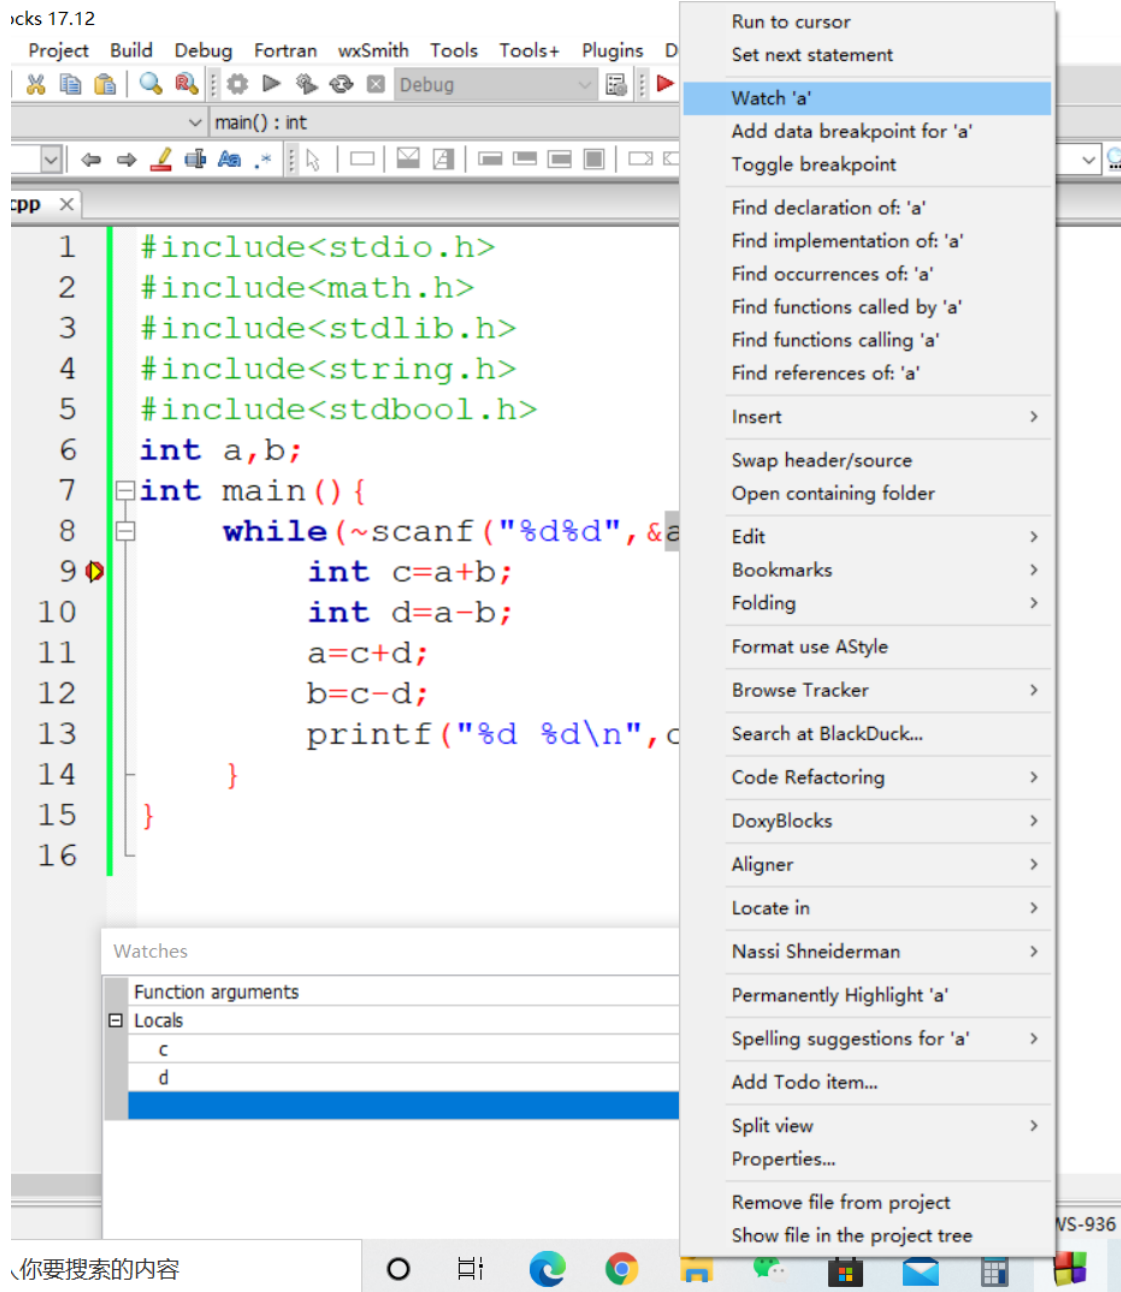 ocks 17.12
Project Build Debug Fortran wxSmith Tools Tools+ Plugins D
Debug
main() : int
cpp
1 #include<stdio.h>
2 #include<math.h>
3 #include<stdlib.h>
4 #include<string.h>
5 #include<stdbool.h>
6 int a,b;
7 int main(){
8 while(~scanf("%d%d",&a
9 int c=a+b;
10 int d=a-b;
11 a=c+d;
12 b=c-d;
13 printf("%d %d\n",
14 }
15 }
16
Watches
Function arguments
Locals
c
d
Run to cursor
Set next statement
Watch 'a'
Add data breakpoint for 'a'
Toggle breakpoint
Find declaration of: 'a'
Find implementation of: 'a'
Find occurrences of: 'a'
Find functions called by 'a'
Find functions calling 'a'
Find references of: 'a'
Insert
Swap header/source
Open containing folder
Edit
Bookmarks
Folding
Format use AStyle
Browse Tracker
Search at BlackDuck...
Code Refactoring
DoxyBlocks
Aligner
Locate in
Nassi Shneiderman
Permanently Highlight 'a'
Spelling suggestions for 'a'
Add Todo item...
Split view
Properties...
Remove file from project
Show file in the project tree
WS-936
你要搜索的内容